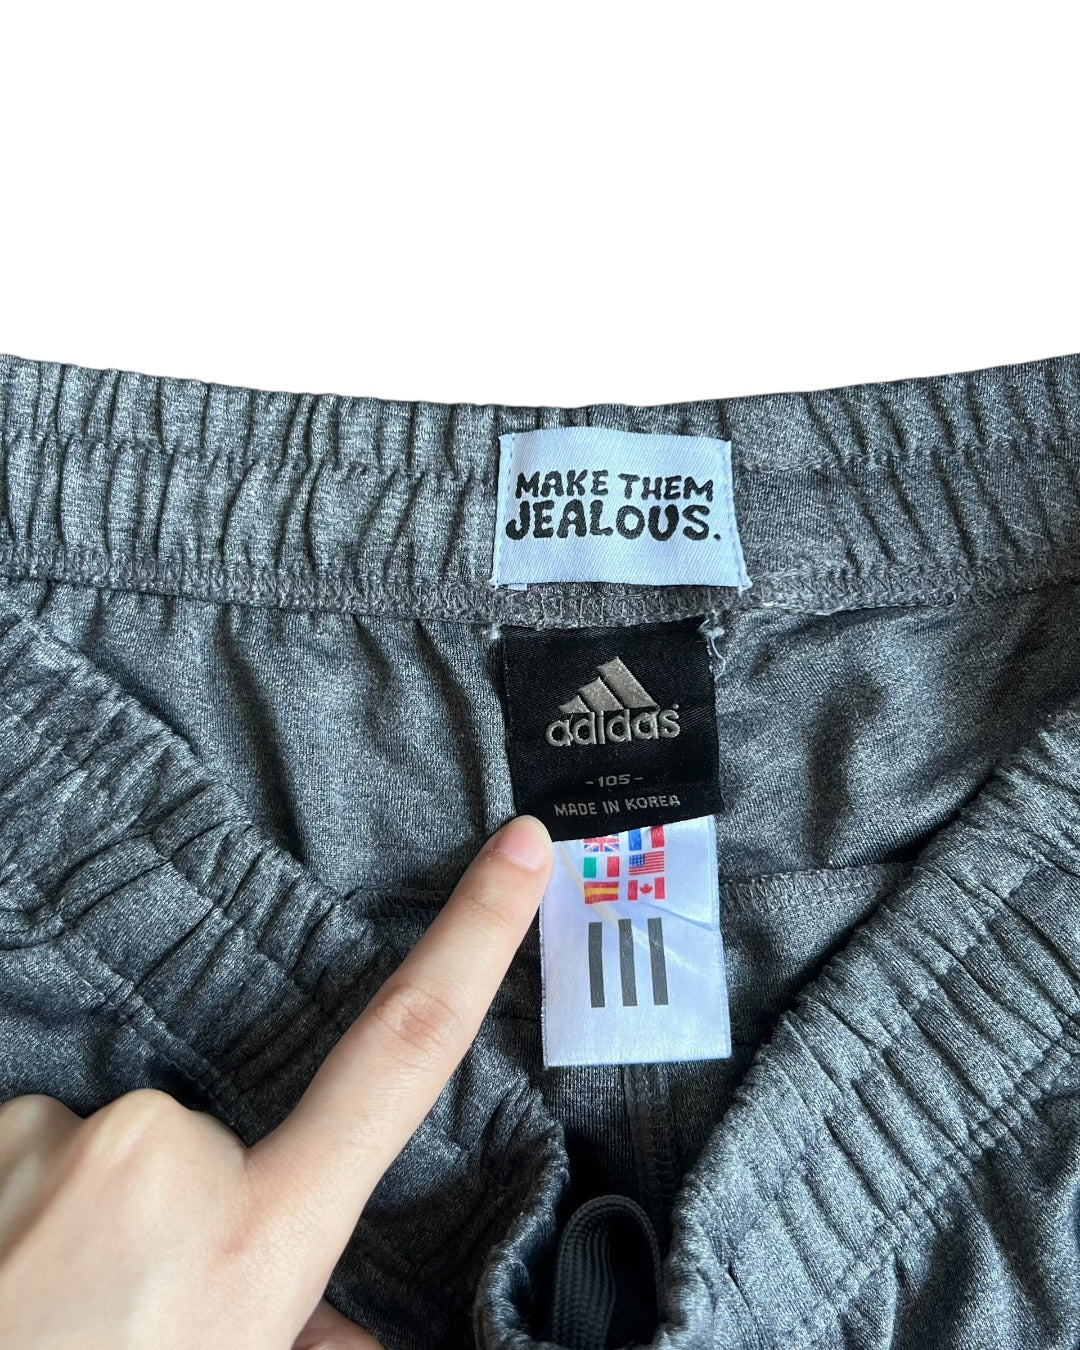 MAKE THEM
JEALOUS.
adidas
-105-
MADE IN KOREA